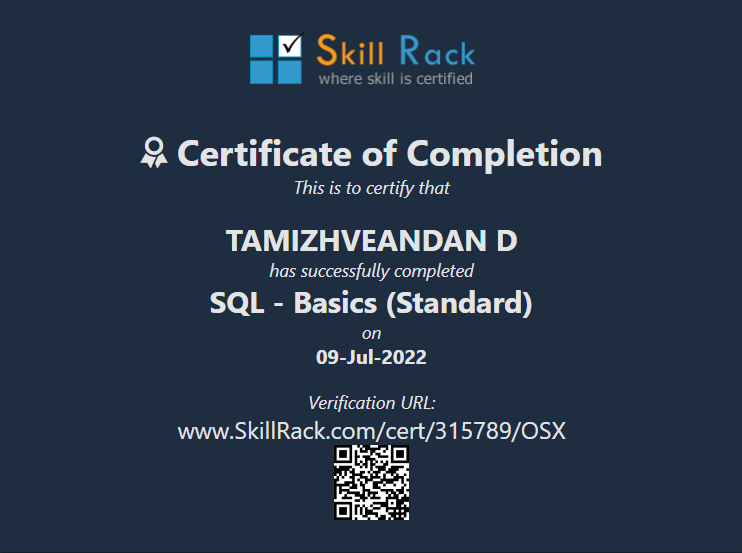 Skill Rack
where skill is certified
Certificate of Completion
This is to certify that
TAMIZHVEANDAN D
has successfully completed
SQL - Basics (Standard)
on
09-Jul-2022
Verification URL:
www.SkillRack.com/cert/315789/OSX